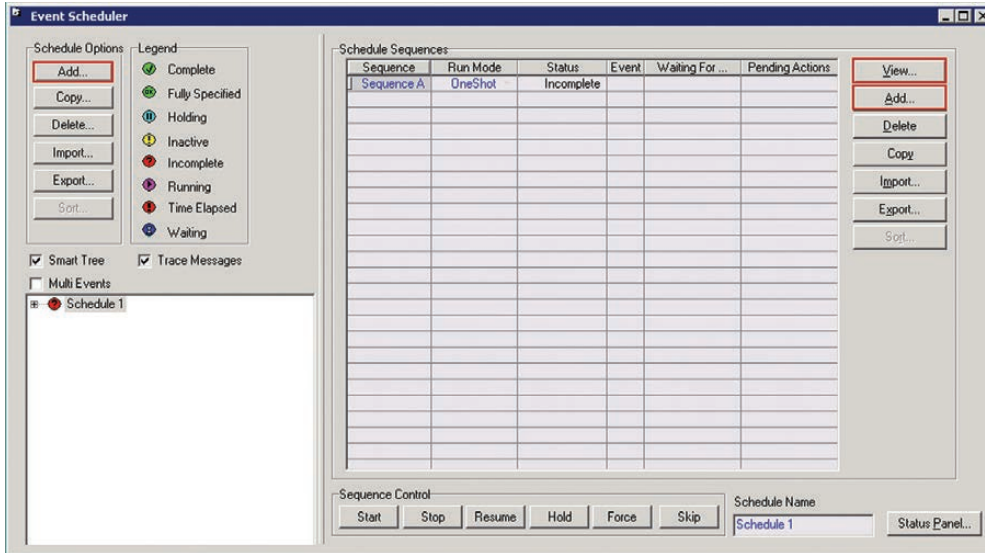 Event Scheduler
Schedule Options
Add...
Copy...
Delete...
Import...
Export...
Sort...
Legend
Complete
Fully Specified
Holding
Inactive
Incomplete
Running
Time Elapsed
Waiting
Smart Tree
Trace Messages
Multi Events
Schedule 1
Schedule Sequences
Sequence Run Mode Status Event Waiting For ... Pending Actions
Sequence A OneShot Incomplete
View...
Add...
Delete
Copy
Import...
Export...
Sort...
Sequence Control
Start Stop Resume Hold Force Skip
Schedule Name
Schedule 1
Status Panel...